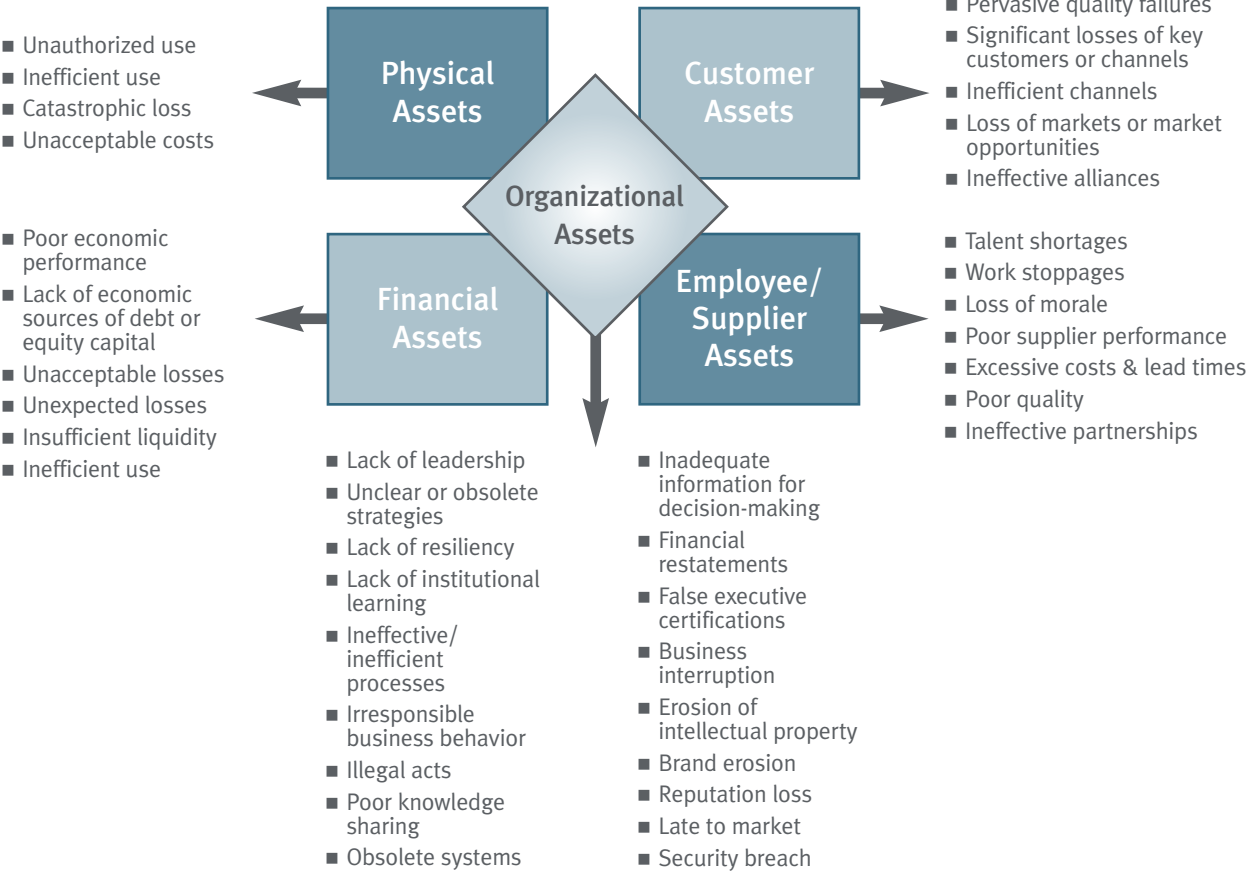 ■ Unauthorized use
■ Inefficient use
■ Catastrophic loss
■ Unacceptable costs
Physical
Assets
Customer
Assets
■ Pervasive quality failures
■ Significant losses of key
customers or channels
■ Inefficient channels
■ Loss of markets or market
opportunities
■ Ineffective alliances
Organizational
Assets
■ Poor economic
performance
■ Lack of economic
sources of debt or
equity capital
■ Unacceptable losses
■ Unexpected losses
■ Insufficient liquidity
■ Inefficient use
Financial
Assets
Employee/
Supplier
Assets
■ Talent shortages
■ Work stoppages
■ Loss of morale
■ Poor supplier performance
■ Excessive costs & lead times
■ Poor quality
■ Ineffective partnerships
■ Lack of leadership
■ Unclear or obsolete
strategies
■ Lack of resiliency
■ Lack of institutional
learning
■ Ineffective/
inefficient
processes
■ Irresponsible
business behavior
■ Illegal acts
■ Poor knowledge
sharing
■ Obsolete systems
■ Inadequate
information for
decision-making
■ Financial
restatements
■ False executive
certifications
■ Business
interruption
■ Erosion of
intellectual property
■ Brand erosion
■ Reputation loss
■ Late to market
■ Security breach